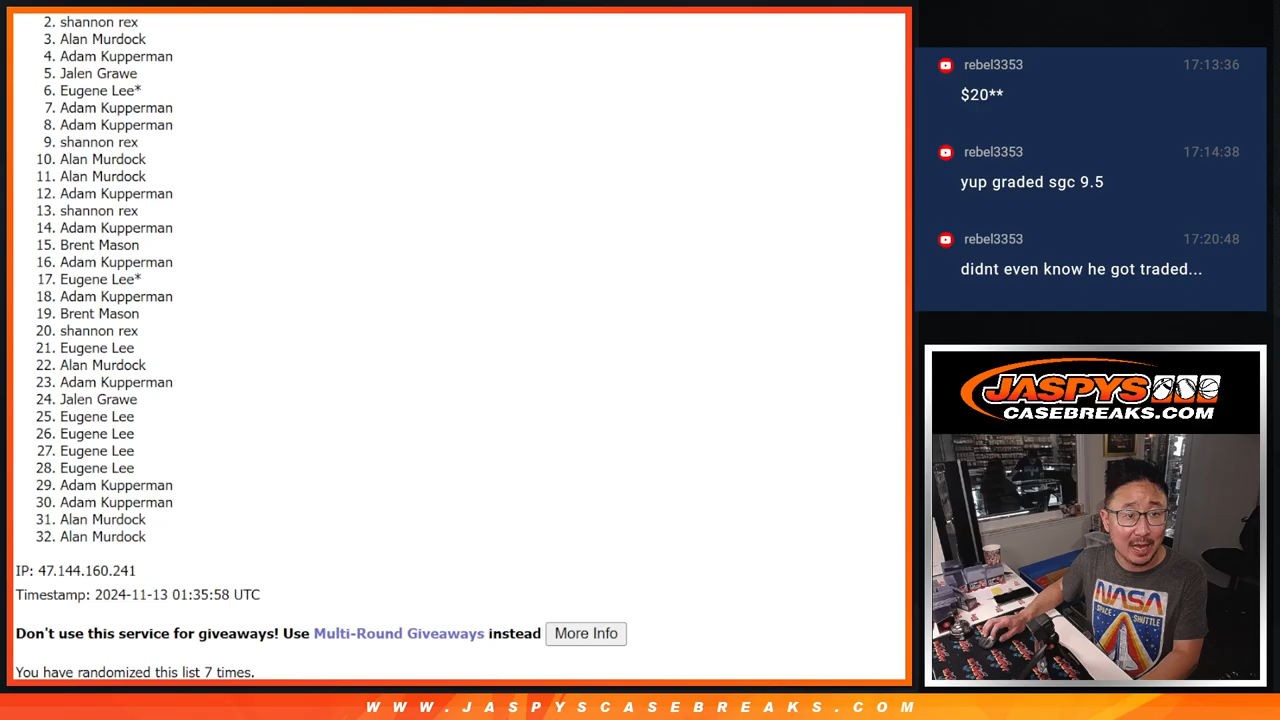 2. shannon rex
3. Alan Murdock
4. Adam Kupperman
5. Jalen Grawe
6. Eugene Lee*
7. Adam Kupperman
8. Adam Kupperman
9. shannon rex
10. Alan Murdock
11. Alan Murdock
12. Adam Kupperman
13. shannon rex
14. Adam Kupperman
15. Brent Mason
16. Adam Kupperman
17. Eugene Lee*
18. Adam Kupperman
19. Brent Mason
20. shannon rex
21. Eugene Lee
22. Alan Murdock
23. Adam Kupperman
24. Jalen Grawe
25. Eugene Lee
26. Eugene Lee
27. Eugene Lee
28. Eugene Lee
29. Adam Kupperman
30. Adam Kupperman
31. Alan Murdock
32. Alan Murdock
IP: 47.144.160.241
Timestamp: 2024-11-13 01:35:58 UTC
Don't use this service for giveaways! Use Multi-Round Giveaways instead More Info
You have randomized this list 7 times.
rebel3353 17:13:36
$20**
rebel3353 17:14:38
yup graded sgc 9.5
rebel3353 17:20:48
didnt even know he got traded...
JASPYS
CASEBREAKS.COM
NASA
SPACE SHUTTLE
WWW.JASPYSCASEBREAKS.COM